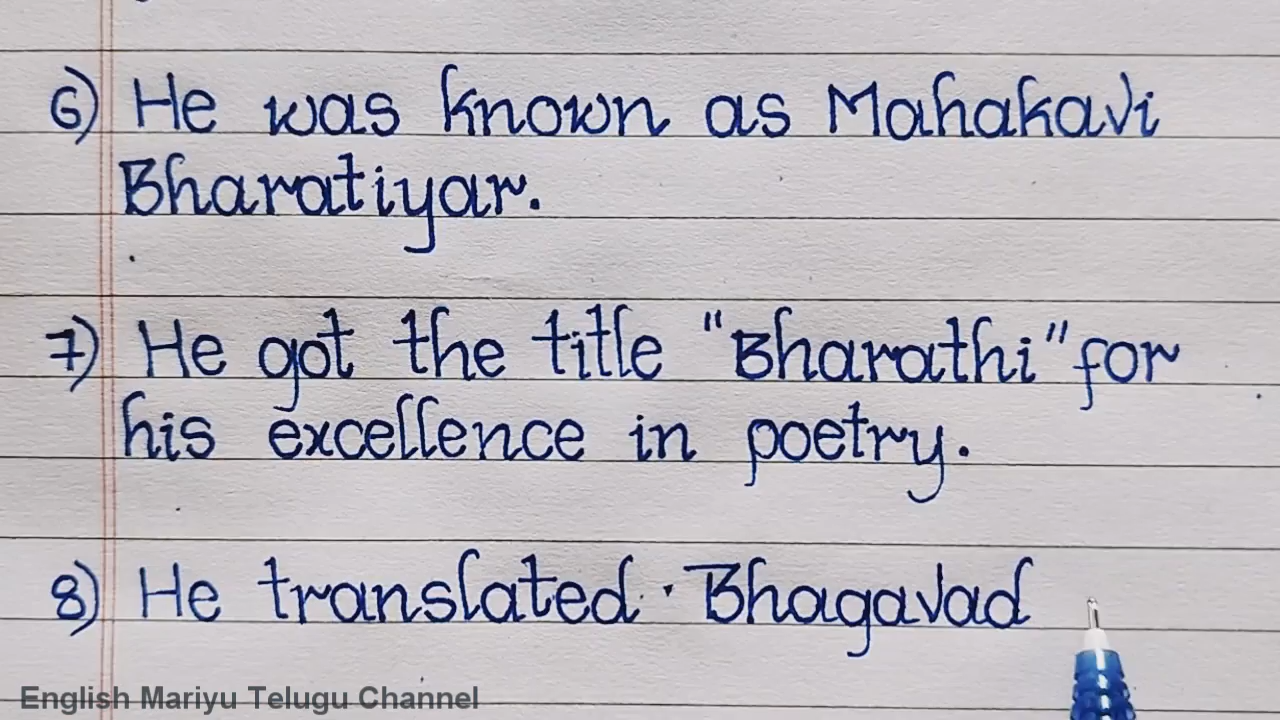 6) He was known as Mahakavi
Bharatiyar.
7) He got the title "Bharathi" for
his excellence in poetry.
8) He translated Bhagavad
English Mariyu Telugu Channel